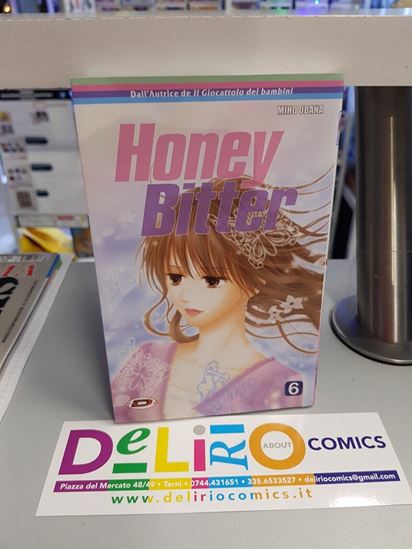 Dall'Autrice de Il Giocattolo dei bambini
MIHO OBANA
Honey
Bitter
D
6
DeLiRiO ABOUT COMICS
Piazza del Mercato 48/49 • Terni • 0744.431651 • 335.6533527 • deliriocomics@gmail.com
www.deliriocomics.it